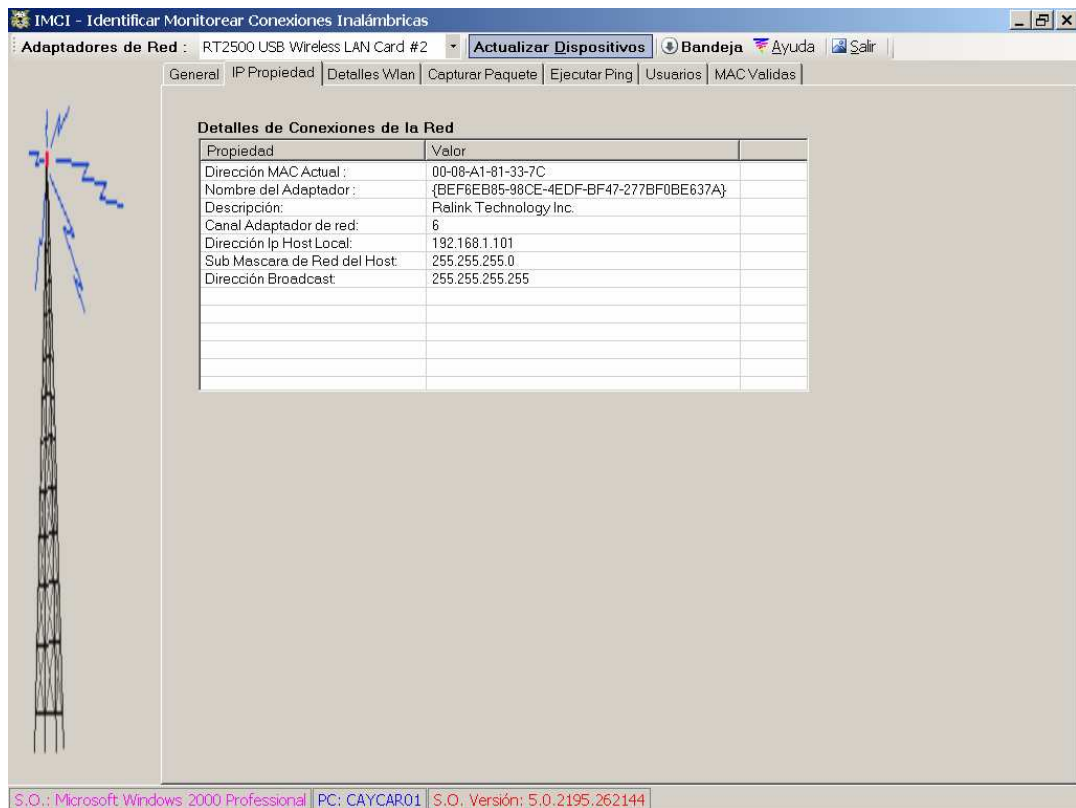 IMCI - Identificar Monitorear Conexiones Inalámbricas
Adaptadores de Red : RT2500 USB Wireless LAN Card #2 Actualizar Dispositivos Bandeja Ayuda Salir
General IP Propiedad Detalles Wlan Capturar Paquete Ejecutar Ping Usuarios MAC Validas
Detalles de Conexiones de la Red
Propiedad Valor
Dirección MAC Actual : 00-08-A1-81-33-7C
Nombre del Adaptador : {BEF6EB85-98CE-4EDF-BF47-277BF0BE637A}
Descripción: Ralink Technology Inc.
Canal Adaptador de red: 6
Dirección Ip Host Local: 192.168.1.101
Sub Mascara de Red del Host: 255.255.255.0
Dirección Broadcast: 255.255.255.255
S.O.: Microsoft Windows 2000 Professional PC: CAYCAR01 S.O. Versión: 5.0.2195.262144